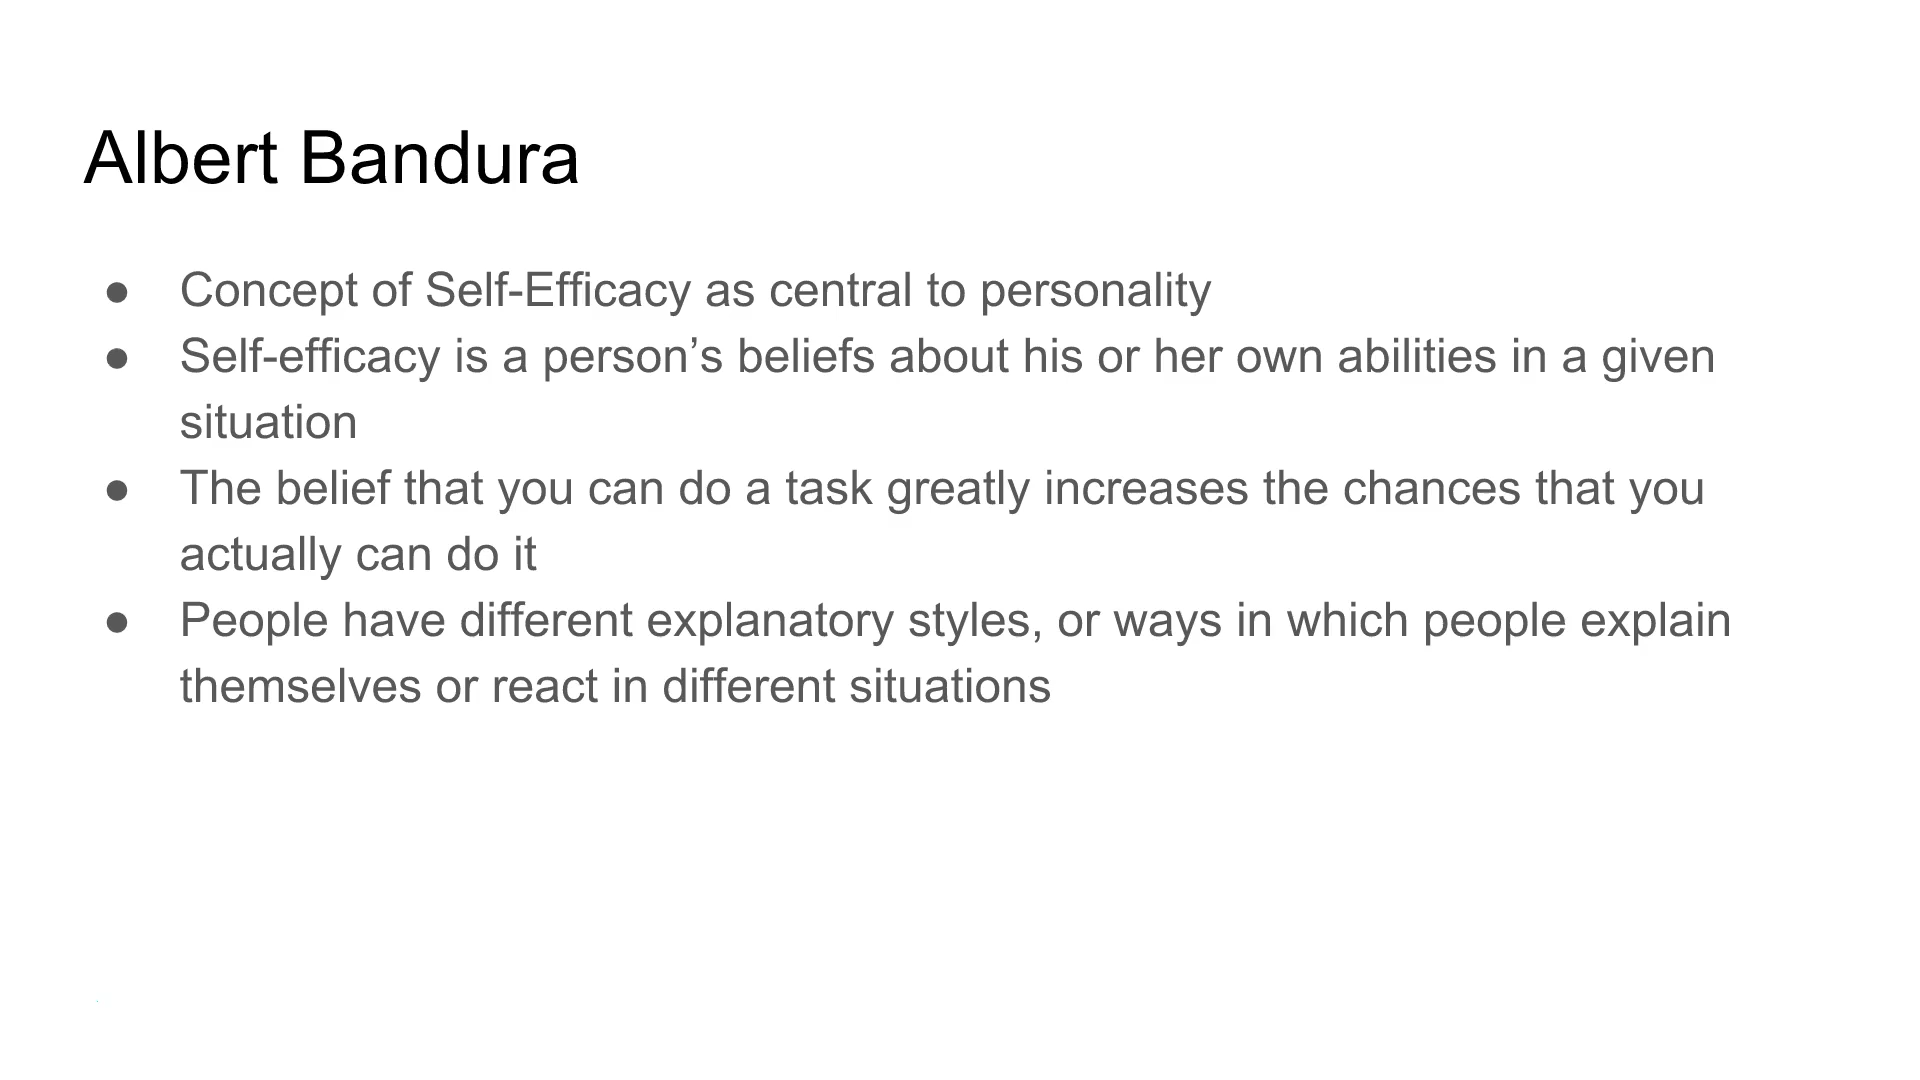 Albert Bandura
● Concept of Self-Efficacy as central to personality
● Self-efficacy is a person’s beliefs about his or her own abilities in a given
situation
● The belief that you can do a task greatly increases the chances that you
actually can do it
● People have different explanatory styles, or ways in which people explain
themselves or react in different situations